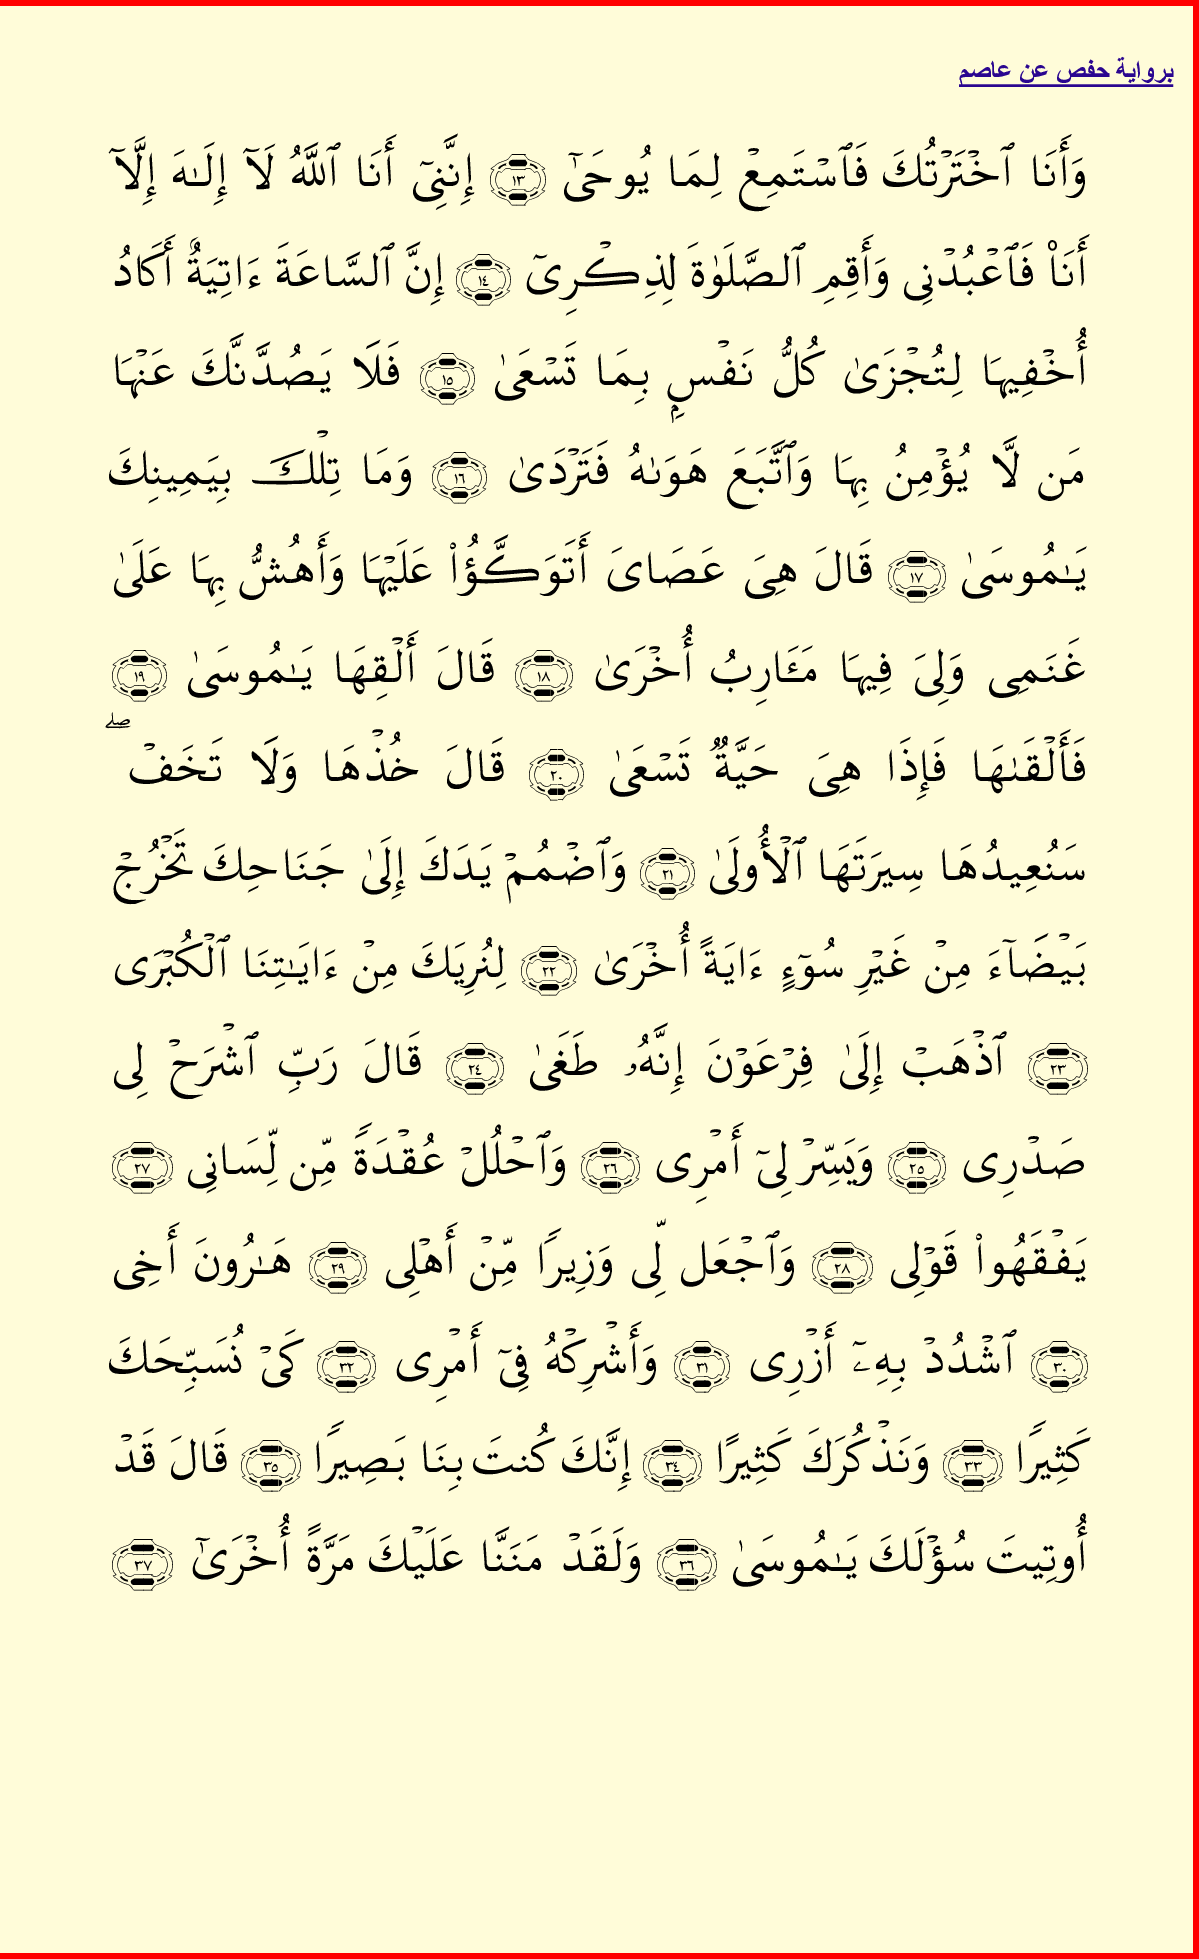 برواية حفص عن عاصم
وَأَنَا ٱخۡتَرۡتُكَ فَٱسۡتَمِعۡ لِمَا يُوحَىٰٓ ١٣ إِنَّنِيٓ أَنَا ٱللَّهُ لَآ إِلَٰهَ إِلَّآ
أَنَا۠ فَٱعۡبُدۡنِي وَأَقِمِ ٱلصَّلَوٰةَ لِذِكۡرِيٓ ١٤ إِنَّ ٱلسَّاعَةَ ءَاتِيَةٌ أَكَادُ
أُخۡفِيهَا لِتُجۡزَىٰ كُلُّ نَفۡسِۭ بِمَا تَسۡعَىٰ ١٥ فَلَا يَصُدَّنَّكَ عَنۡهَا
مَن لَّا يُؤۡمِنُ بِهَا وَٱتَّبَعَ هَوَىٰهُ فَتَرۡدَىٰ ١٦ وَمَا تِلۡكَ بِيَمِينِكَ
يَٰمُوسَىٰ ١٧ قَالَ هِيَ عَصَايَ أَتَوَكَّؤُاْ عَلَيۡهَا وَأَهُشُّ بِهَا عَلَىٰ
غَنَمِي وَلِيَ فِيهَا مَـَٔارِبُ أُخۡرَىٰ ١٨ قَالَ أَلۡقِهَا يَٰمُوسَىٰ ١٩
فَأَلۡقَىٰهَا فَإِذَا هِيَ حَيَّةٞ تَسۡعَىٰ ٢٠ قَالَ خُذۡهَا وَلَا تَخَفۡۖ
سَنُعِيدُهَا سِيرَتَهَا ٱلۡأُولَىٰ ٢١ وَٱضۡمُمۡ يَدَكَ إِلَىٰ جَنَاحِكَ تَخۡرُجۡ
بَيۡضَآءَ مِنۡ غَيۡرِ سُوٓءٍ ءَايَةً أُخۡرَىٰ ٢٢ لِنُرِيَكَ مِنۡ ءَايَٰتِنَا ٱلۡكُبۡرَى
٢٣ ٱذۡهَبۡ إِلَىٰ فِرۡعَوۡنَ إِنَّهُۥ طَغَىٰ ٢٤ قَالَ رَبِّ ٱشۡرَحۡ لِي
صَدۡرِي ٢٥ وَيَسِّرۡ لِيٓ أَمۡرِي ٢٦ وَٱحۡلُلۡ عُقۡدَةٗ مِّن لِّسَانِي ٢٧
يَفۡقَهُواْ قَوۡلِي ٢٨ وَٱجۡعَل لِّي وَزِيرٗا مِّنۡ أَهۡلِي ٢٩ هَٰرُونَ أَخِي
٣٠ ٱشۡدُدۡ بِهِۦٓ أَزۡرِي ٣١ وَأَشۡرِكۡهُ فِيٓ أَمۡرِي ٣٢ كَيۡ نُسَبِّحَكَ
كَثِيرٗا ٣٣ وَنَذۡكُرَكَ كَثِيرًا ٣٤ إِنَّكَ كُنتَ بِنَا بَصِيرٗا ٣٥ قَالَ قَدۡ
أُوتِيتَ سُؤۡلَكَ يَٰمُوسَىٰ ٣٦ وَلَقَدۡ مَنَنَّا عَلَيۡكَ مَرَّةً أُخۡرَىٰٓ ٣٧